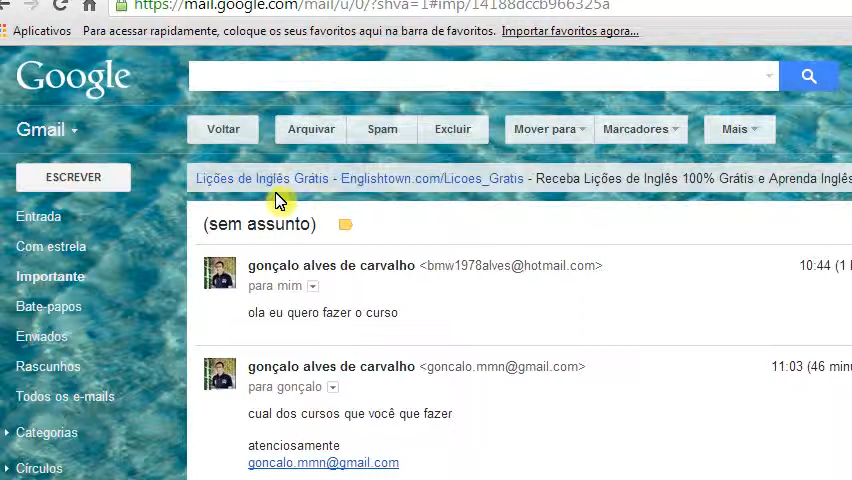 https://mail.google.com/mail/u/0/?shva=1#imp/14188dccb966325a
Aplicativos Para acessar rapidamente, coloque os seus favoritos aqui na barra de favoritos. Importar favoritos agora...
Google
Gmail
Voltar Arquivar Spam Excluir Mover para Marcadores Mais
ESCREVER
Lições de Inglês Grátis - Englishtown.com/Licoes_Gratis - Receba Lições de Inglês 100% Grátis e Aprenda Inglês
Entrada
Com estrela
Importante
Bate-papos
Enviados
Rascunhos
Todos os e-mails
Categorias
Círculos
(sem assunto)
gonçalo alves de carvalho <bmw1978alves@hotmail.com> 10:44 (1
para mim
ola eu quero fazer o curso
gonçalo alves de carvalho <goncalo.mmn@gmail.com> 11:03 (46
para gonçalo
cual dos cursos que você que fazer
atenciosamente
goncalo.mmn@gmail.com